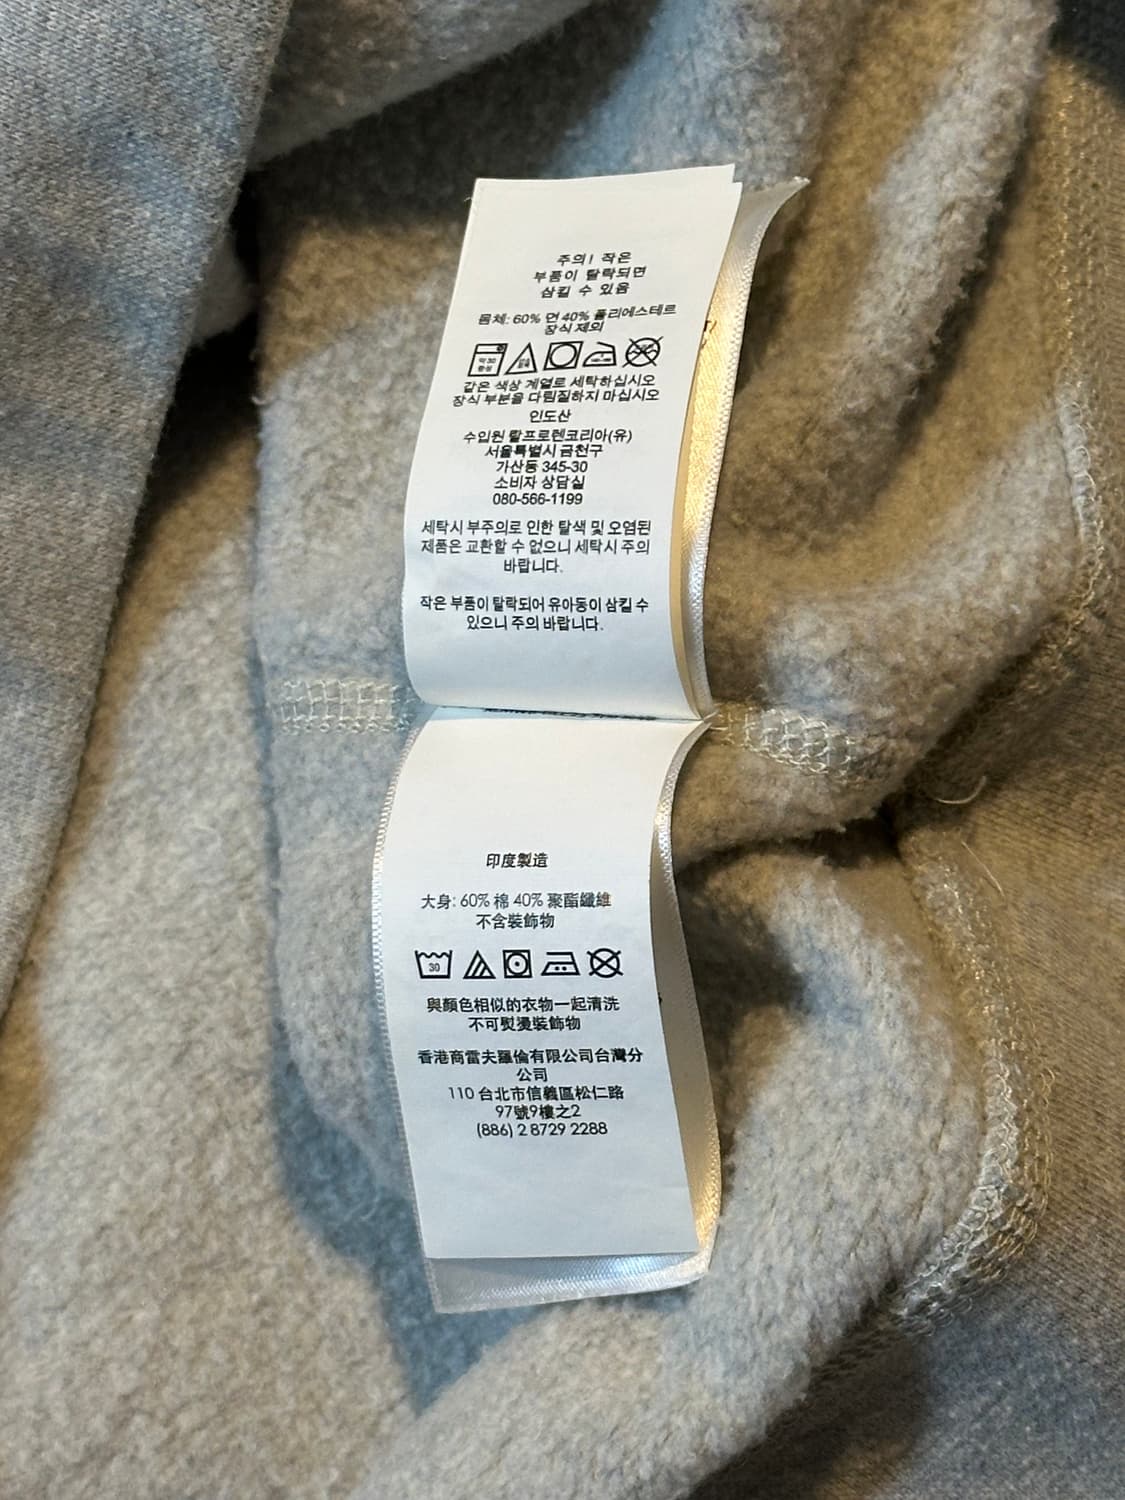 주의! 작은
부품이 탈락되면
삼킬 수 있음
몸체: 60% 면 40% 폴리에스테르
장식 제외
약 30
중성
같은 색상 계열로 세탁하십시오
장식 부분을 다림질하지 마십시오
인도산
수입원 랄프로렌코리아(유)
서울특별시 금천구
가산동 345-30
소비자 상담실
080-566-1199
세탁시 부주의로 인한 탈색 및 오염된
제품은 교환할 수 없으니 세탁시 주의
바랍니다.
작은 부품이 탈락되어 유아동이 삼킬 수
있으니 주의 바랍니다.
印度製造
大身: 60% 棉 40% 聚酯纖維
不含裝飾物
30
與顏色相似的衣物一起清洗
不可熨燙裝飾物
香港商雷夫羅倫有限公司台灣分
公司
110 台北市信義區松仁路
97號9樓之2
(886) 2 8729 2288